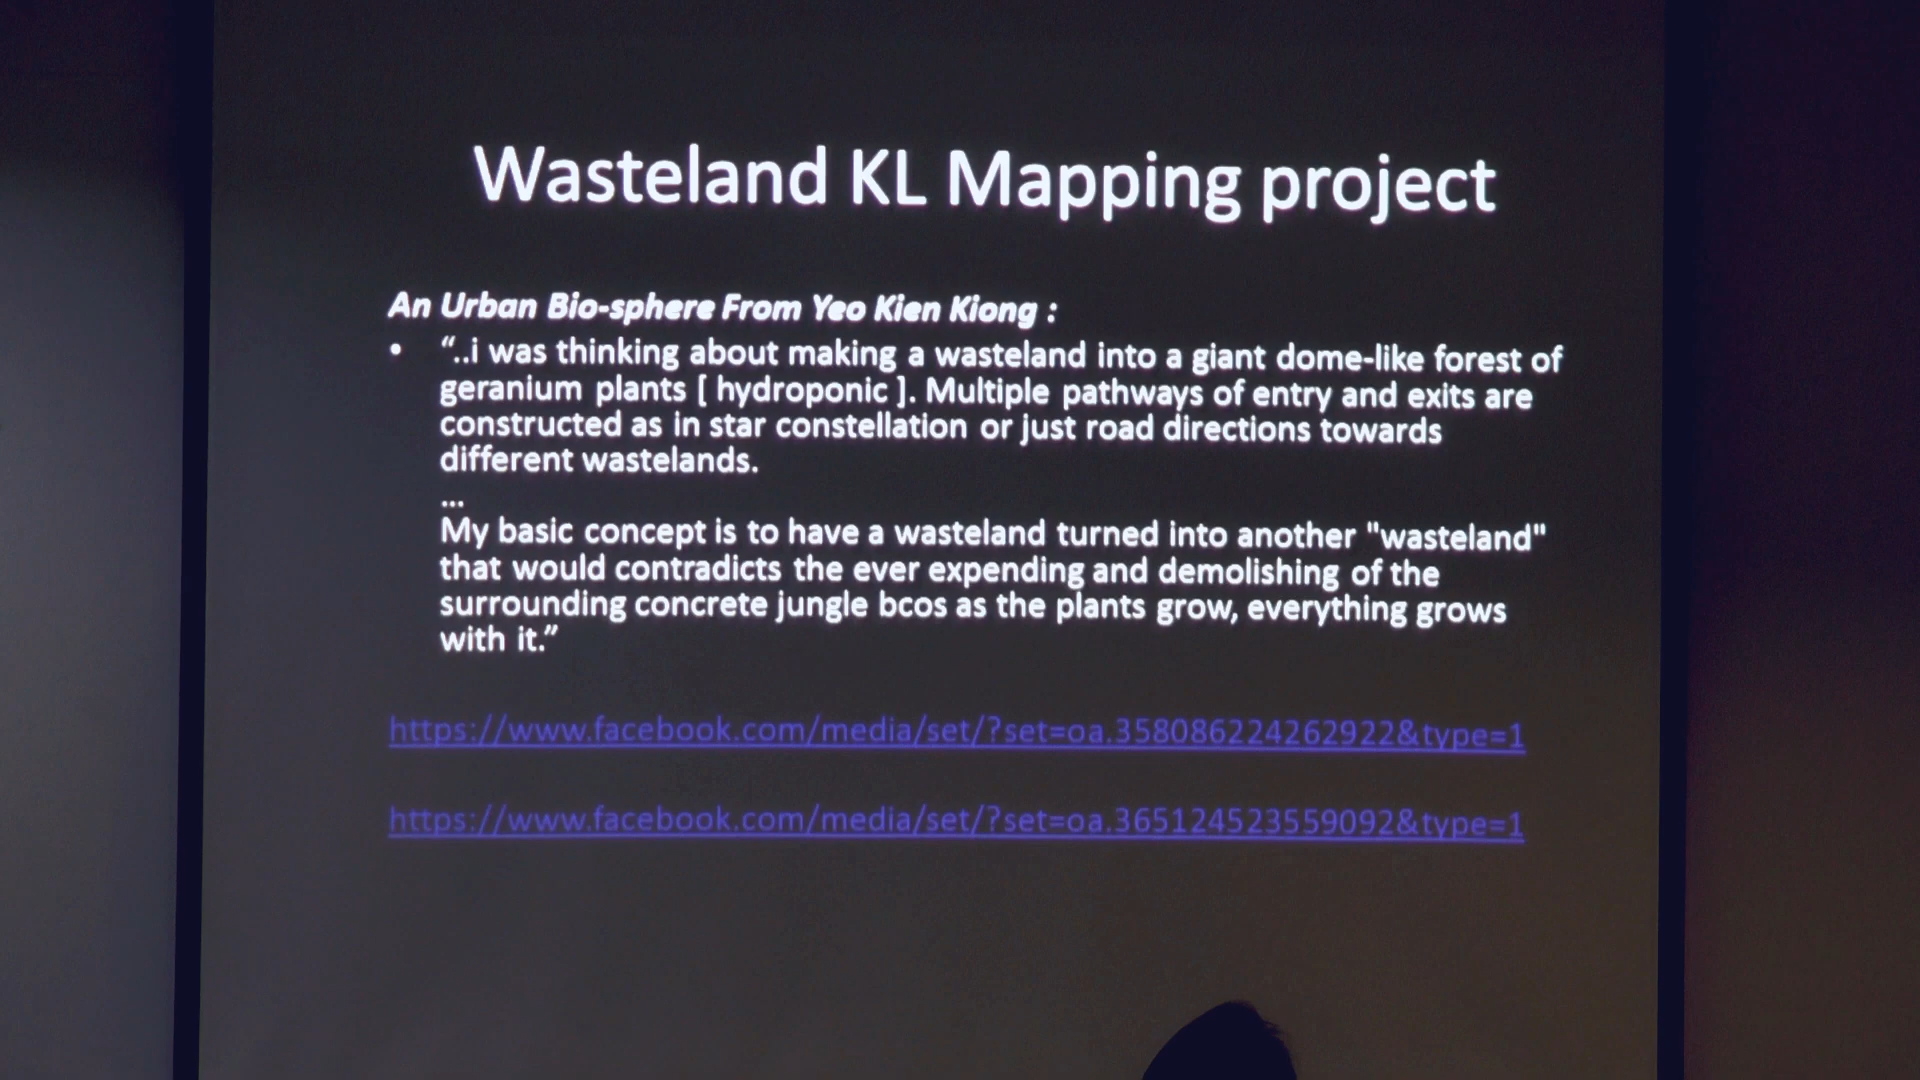 Wasteland KL Mapping project
An Urban Bio-sphere From Yeo Kien Kiong :
• “..i was thinking about making a wasteland into a giant dome-like forest of
geranium plants [ hydroponic ]. Multiple pathways of entry and exits are
constructed as in star constellation or just road directions towards
different wastelands.
...
My basic concept is to have a wasteland turned into another "wasteland"
that would contradicts the ever expending and demolishing of the
surrounding concrete jungle bcos as the plants grow, everything grows
with it.”
https://www.facebook.com/media/set/?set=oa.358086224262922&type=1
https://www.facebook.com/media/set/?set=oa.365124523559092&type=1